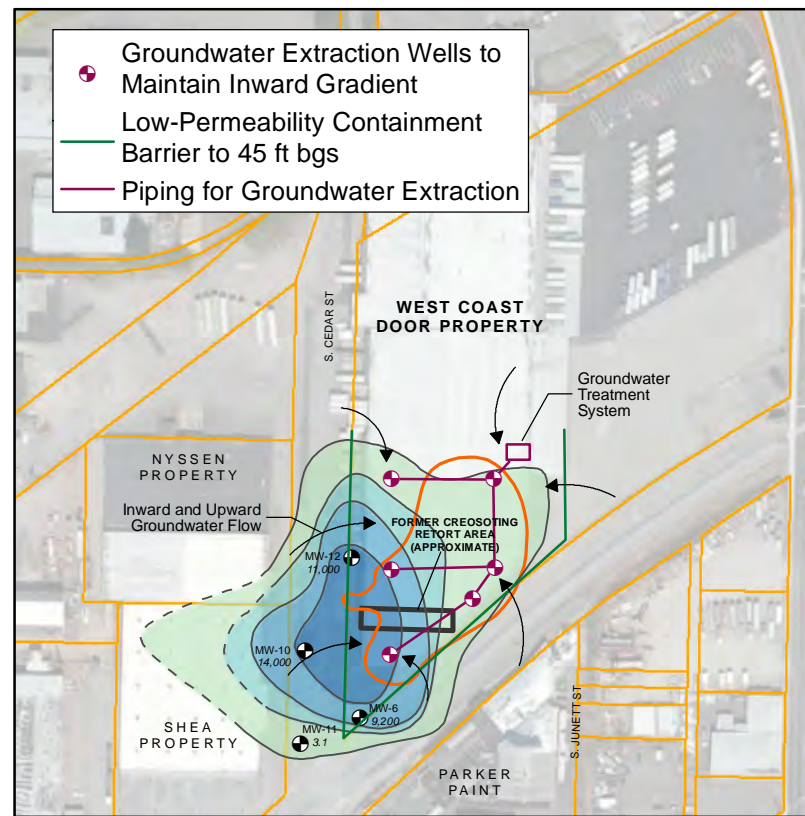 Groundwater Extraction Wells to
Maintain Inward Gradient
Low-Permeability Containment
Barrier to 45 ft bgs
Piping for Groundwater Extraction
S. CEDAR ST
WEST COAST
DOOR PROPERTY
Groundwater
Treatment
System
NYSSEN
PROPERTY
Inward and Upward
Groundwater Flow
FORMER CREOSOTING
RETORT AREA
(APPROXIMATE)
MW-12
11,000
MW-10
14,000
MW-6
9,200
MW-11
3.1
SHEA
PROPERTY
S. JUNETT ST
PARKER
PAINT